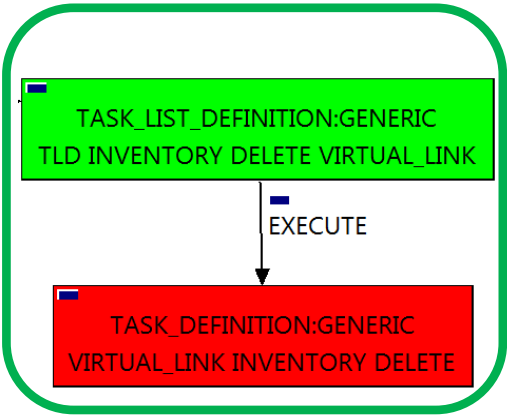 TASK_LIST_DEFINITION:GENERIC
TLD INVENTORY DELETE VIRTUAL_LINK
EXECUTE
TASK_DEFINITION:GENERIC
VIRTUAL_LINK INVENTORY DELETE